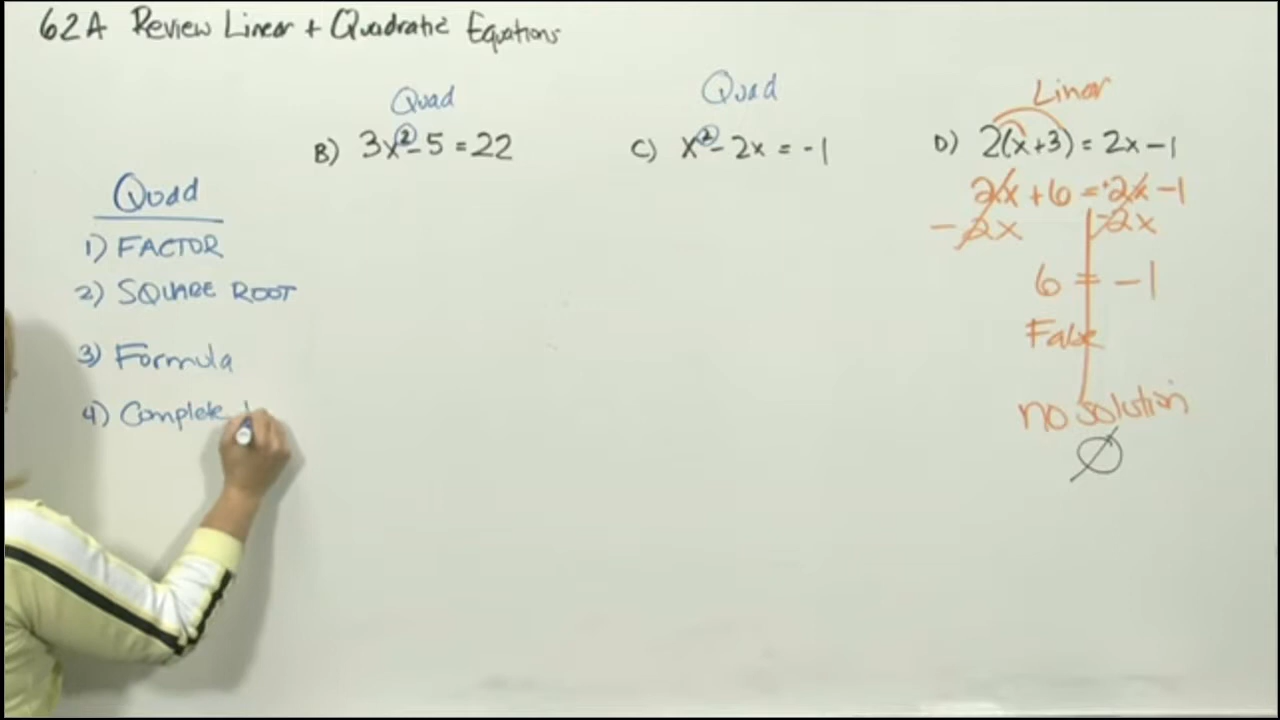 62A Review Linear + Quadratic Equations
Quad
1) FACTOR
2) SQUARE ROOT
3) Formula
4) Complete
Quad
B) 3x²-5=22
Quad
C) x²-2x=-1
Linear
D) 2(x+3)=2x-1
2x+6=2x-1
-2x -2x
6=-1
False
no solution
∅